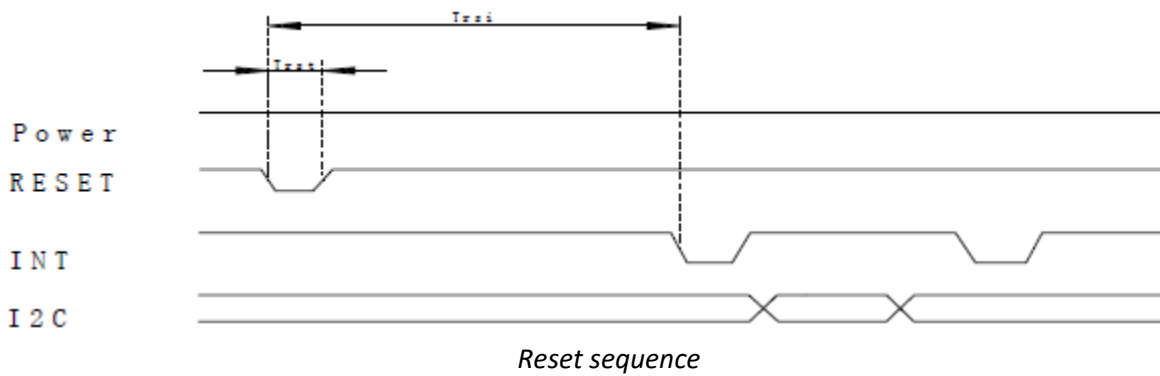 Trsi
Trst
Power
RESET
INT
I2C
Reset sequence